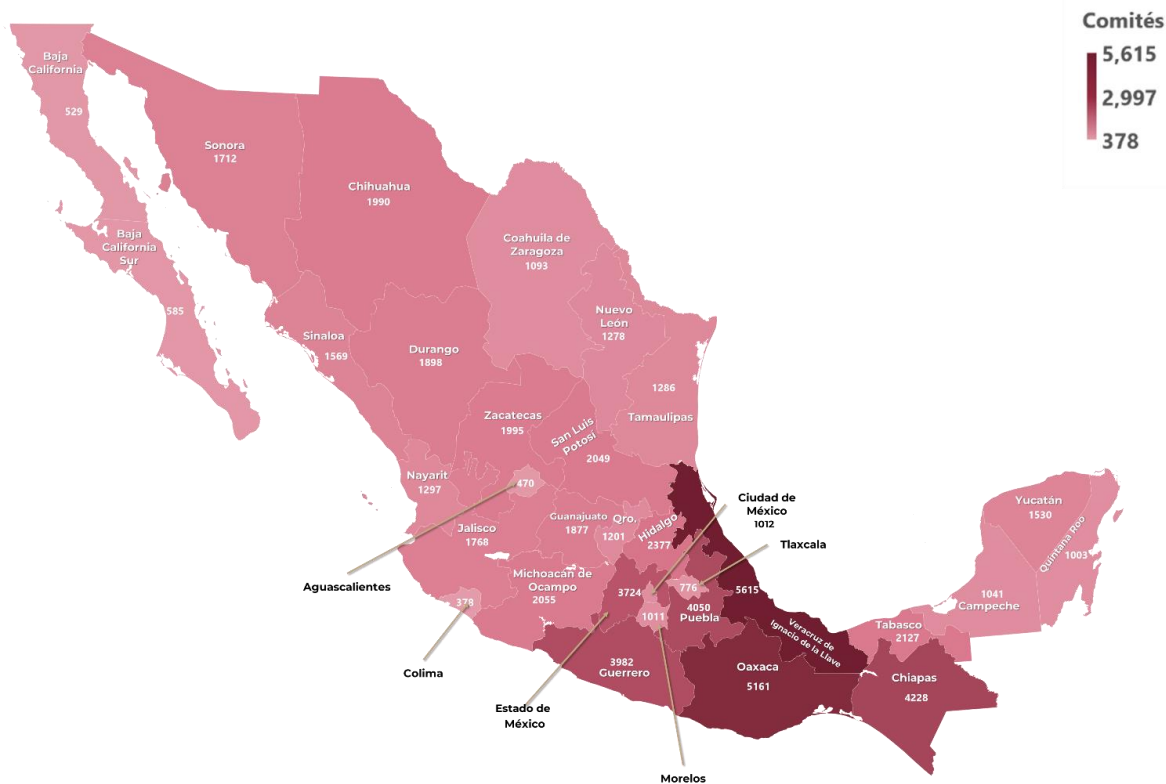 Comités
5,615
2,997
378
Baja
California
529
Sonora
1712
Chihuahua
1990
Coahuila de
Zaragoza
1093
Baja
California
Sur
585
Nuevo
León
1278
Sinaloa
1569
Durango
1898
1286
Tamaulipas
Zacatecas
1995
San Luis
Potosí
2049
Nayarit
1297
470
Aguascalientes
Jalisco
1768
Guanajuato
1877
Qro.
1201
Hidalgo
2377
Ciudad de
México
1012
Tlaxcala
776
Yucatán
1530
Quintana Roo
1003
1041
Campeche
Michoacán de
Ocampo
2055
378
Colima
3724
1011
4050
Puebla
5615
Veracruz de
Ignacio de la Llave
Tabasco
2127
3982
Guerrero
Oaxaca
5161
Chiapas
4228
Estado de
México
Morelos